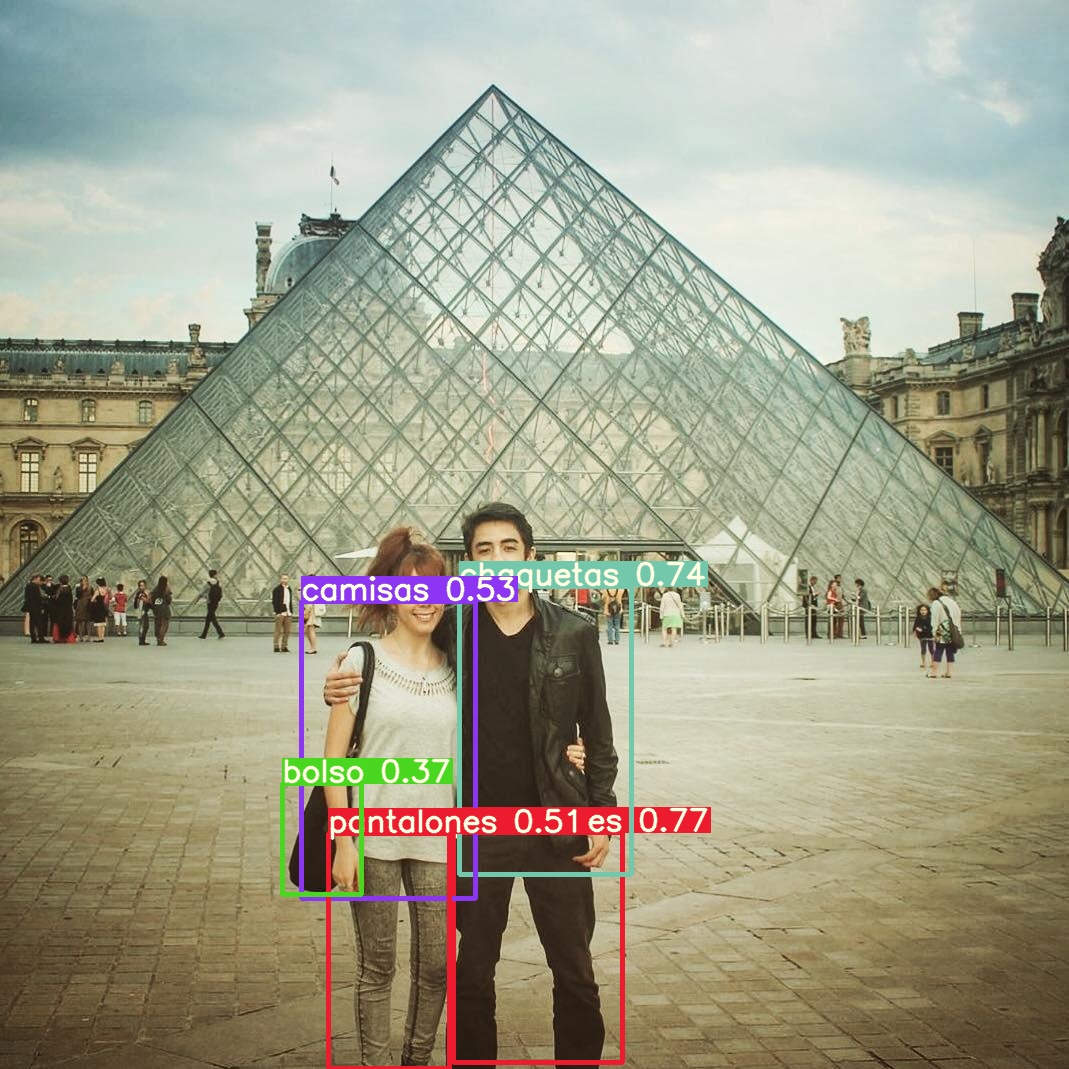 chaquetas 0.74
camisas 0.53
bolso 0.37
pantalones 0.51
es 0.77